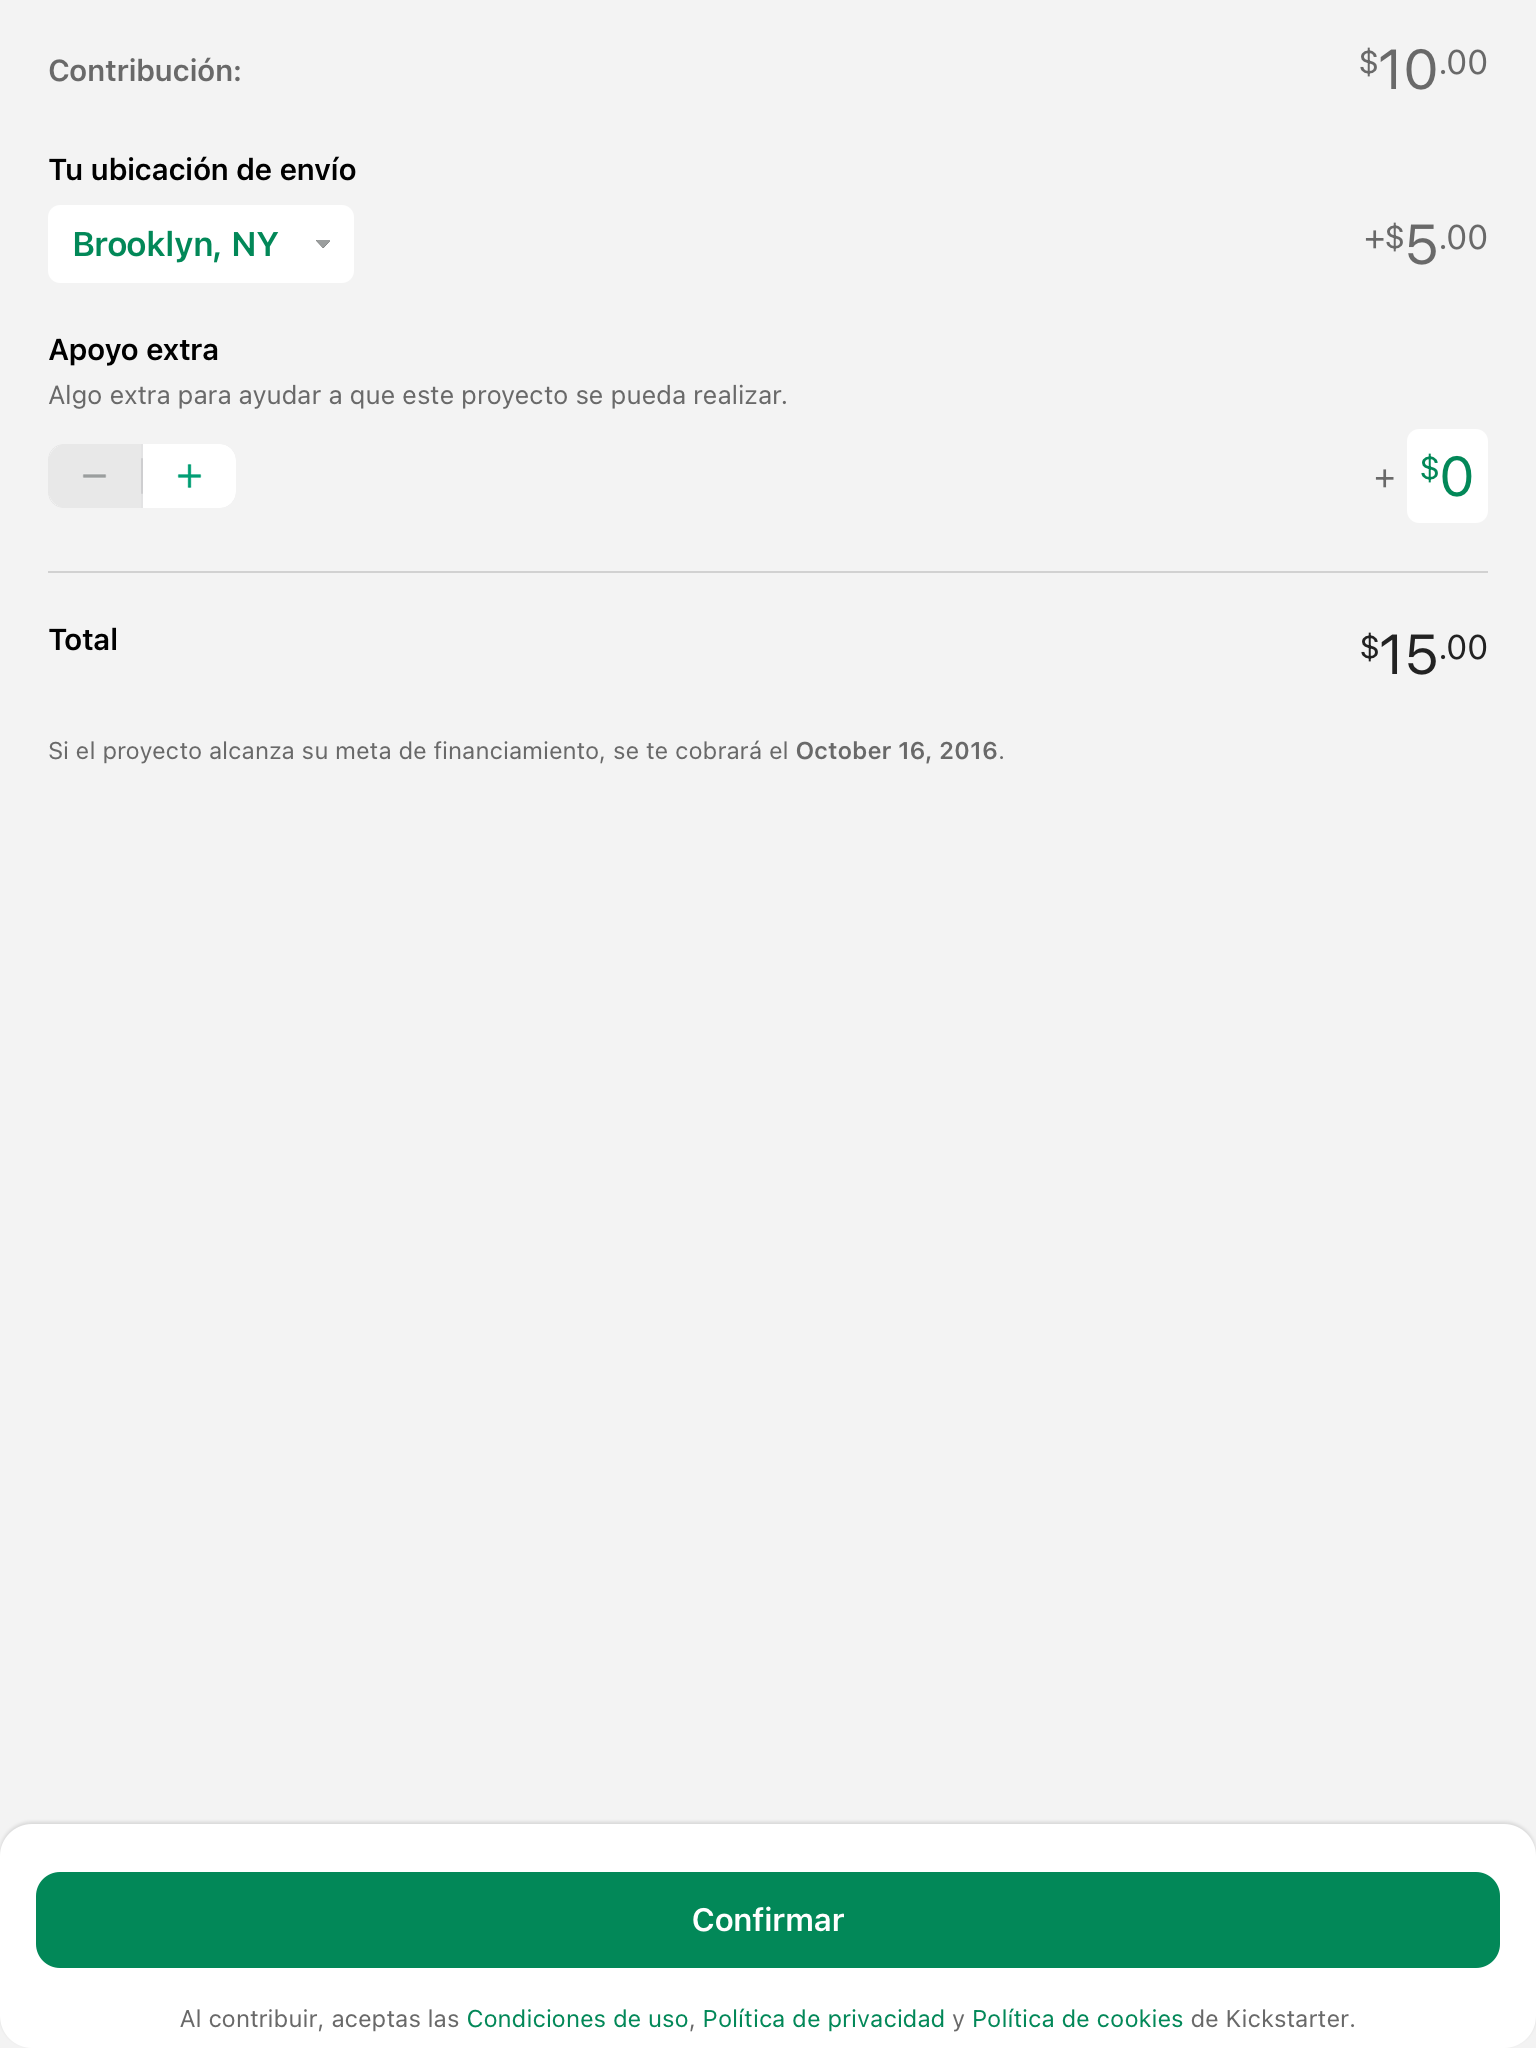 Contribución: $10.00
Tu ubicación de envío
Brooklyn, NY +$5.00
Apoyo extra
Algo extra para ayudar a que este proyecto se pueda realizar.
− + + $0
Total $15.00
Si el proyecto alcanza su meta de financiamiento, se te cobrará el October 16, 2016.
Confirmar
Al contribuir, aceptas las Condiciones de uso, Política de privacidad y Política de cookies de Kickstarter.